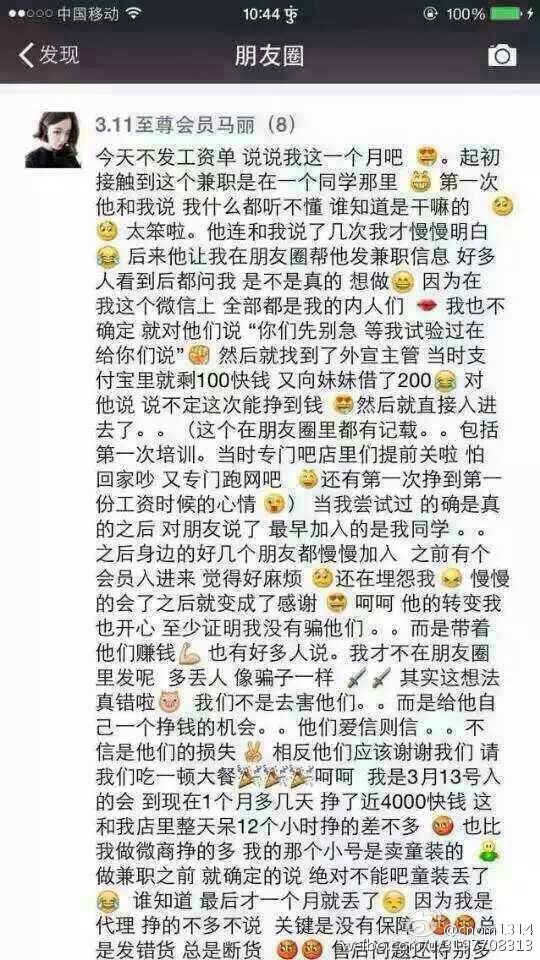 中国移动 10:44 100%
发现 朋友圈
3.11至尊会员马丽（8）
今天不发工资单 说说我这一个月吧 😍。起初
接触到这个兼职是在一个同学那里 😁 第一次
他和我说 我什么都听不懂 谁知道是干嘛的 🥺
🥺 太笨啦。他连和我说了几次我才慢慢明白
😂 后来他让我在朋友圈帮他发兼职信息 好多
人看到后都问我 是不是真的 想做😄 因为在
我这个微信上 全部都是我的内人们 💋 我也不
确定 就对他们说 “你们先别急 等我试验过在
给你们说”✊ 然后就找到了外宣主管 当时支
付宝里就剩100快钱 又向妹妹借了200😂 对
他说 说不定这次能挣到钱 😍然后就直接入进
去了。。（这个在朋友圈里都有记载。。包括
第一次培训。当时专门吧店里们提前关啦 怕
回家吵 又专门跑网吧 😄还有第一次挣到第一
份工资时候的心情 😘） 当我尝试过 的确是真
的之后 对朋友说了 最早加入的是我同学 。。
之后身边的好几个朋友都慢慢加入 之前有个
会员入进来 觉得好麻烦 🥺还在埋怨我😝 慢慢
的会了之后就变成了感谢 😍 呵呵 他的转变我
也开心 至少证明我没有骗他们 。。而是带着
他们赚钱💪 也有好多人说。我才不在朋友圈
里发呢 多丢人 像骗子一样 🗡🗡 其实这想法
真错啦🐷 我们不是去害他们。。而是给他自
己一个挣钱的机会。。他们爱信则信 。。不
信是他们的损失✌ 相反他们应该谢谢我们 请
我们吃一顿大餐🎉🎉🎉呵呵 我是3月13号入
的会 到现在1个月多几天 挣了近4000快钱 这
和我店里整天呆12个小时挣的差不多 😡 也比
我做微商挣的多 我的那个小号是卖童装的
做兼职之前 就确定的说 绝对不能吧童装丢了
😂 谁知道 最后才一个月就丢了😒 因为我是
代理 挣的不多不说 关键是没有保障 😡😡总
是发错货 总是断货 😡😡 售后问题还得别多